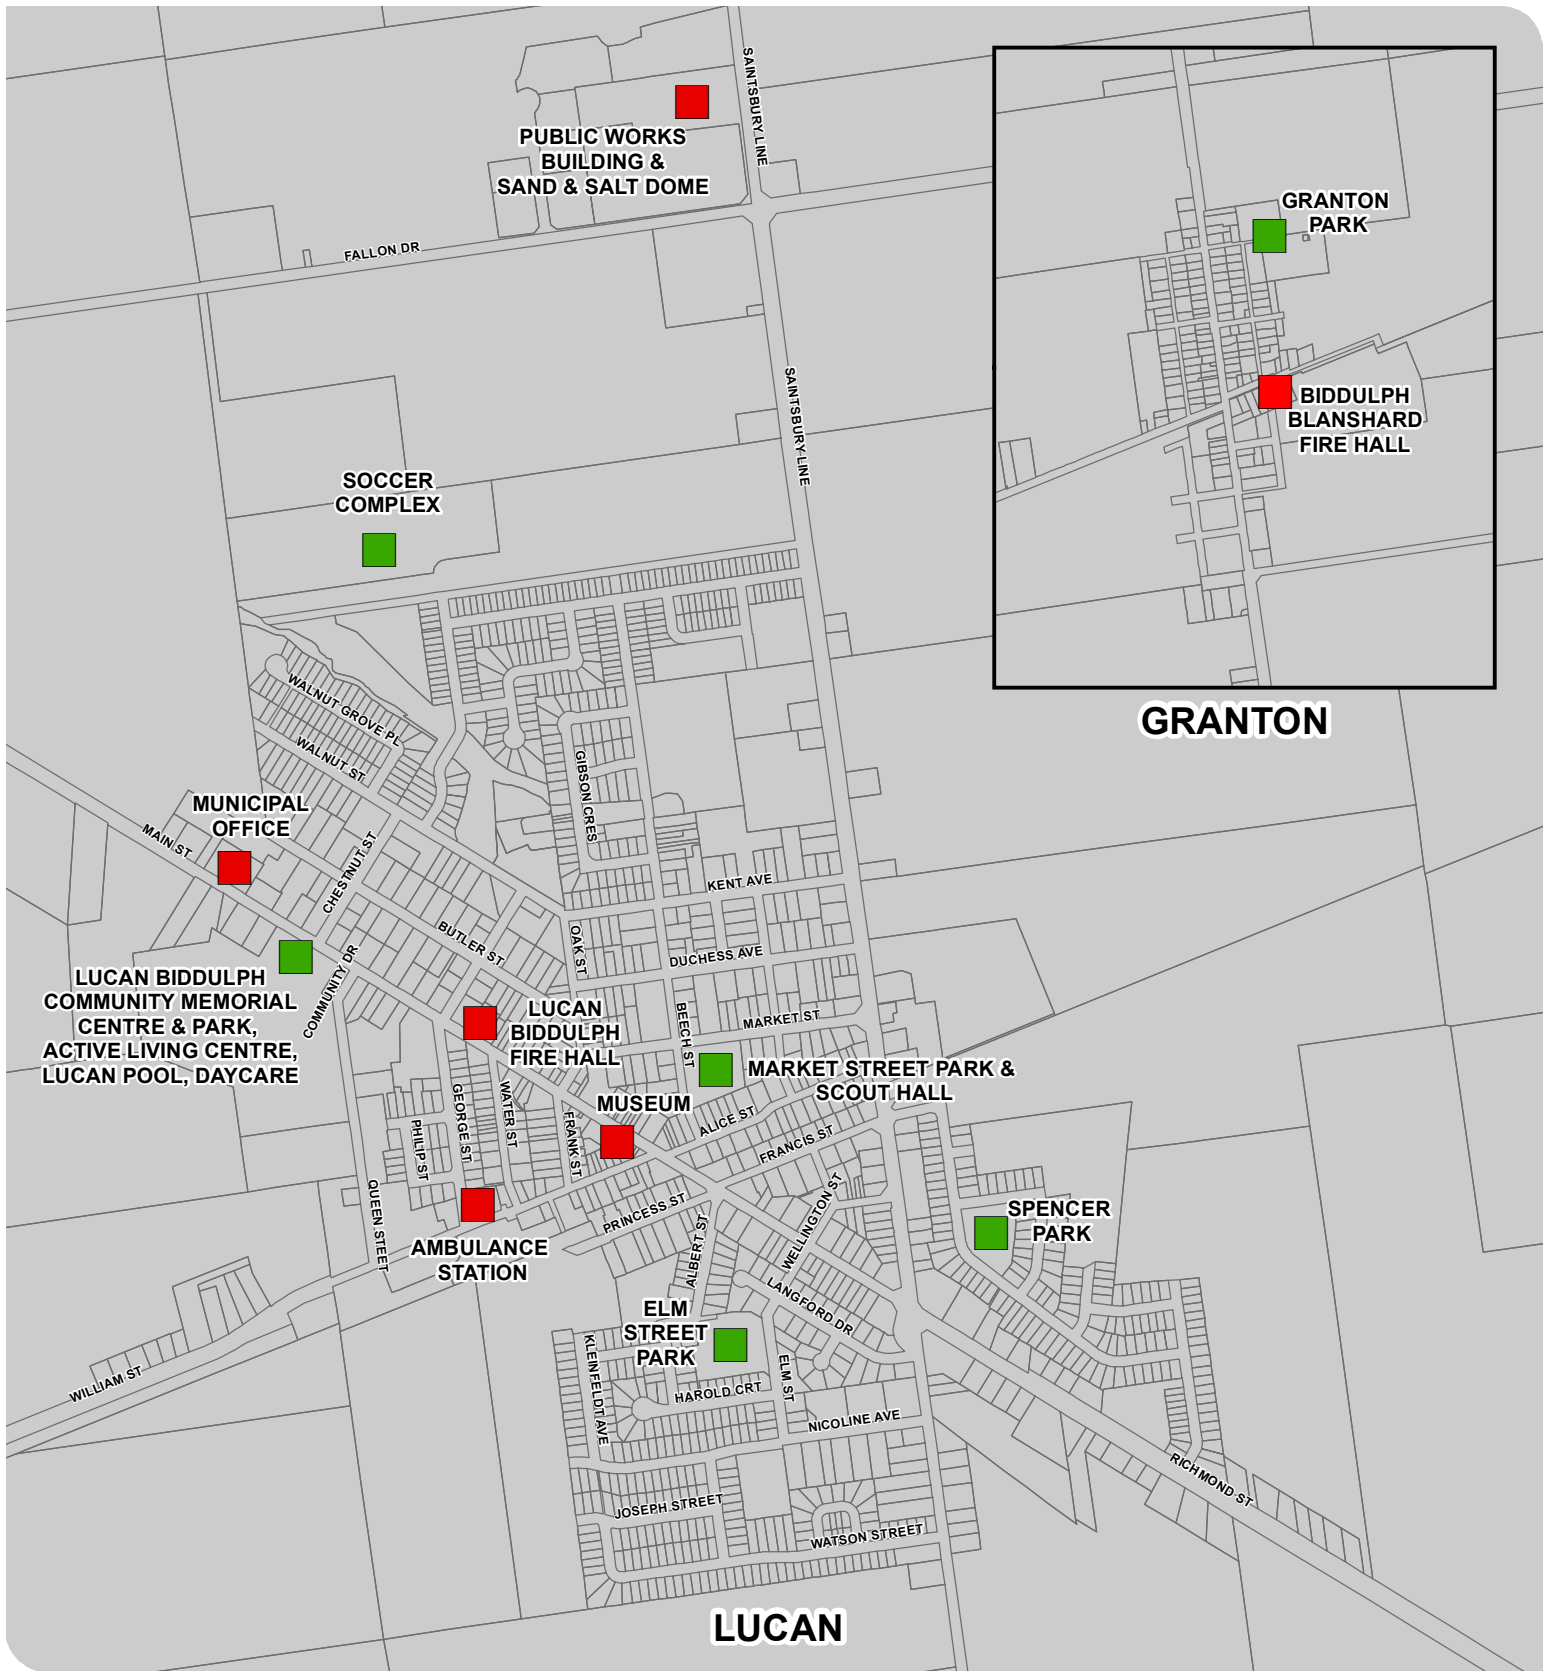 SAINTSBURY LINE
PUBLIC WORKS
BUILDING &
SAND & SALT DOME
FALLON DR
GRANTON
PARK
BIDDULPH
BLANSHARD
FIRE HALL
GRANTON
SAINTSBURY LINE
SOCCER
COMPLEX
WALNUT GROVE PL
WALNUT ST
GIBSON CRES
MUNICIPAL
OFFICE
MAIN ST
CHESTNUT ST
KENT AVE
BUTLER ST
OAK ST
DUCHESS AVE
COMMUNITY DR
LUCAN BIDDULPH
COMMUNITY MEMORIAL
CENTRE & PARK,
ACTIVE LIVING CENTRE,
LUCAN POOL, DAYCARE
LUCAN
BIDDULPH
FIRE HALL
BEECH ST
MARKET ST
MARKET STREET PARK &
SCOUT HALL
MUSEUM
GEORGE ST
WATER ST
PHILIP ST
FRANK ST
ALICE ST
FRANCIS ST
QUEEN STREET
PRINCESS ST
WELLINGTON ST
ALBERT ST
SPENCER
PARK
AMBULANCE
STATION
LANGFORD DR
ELM
STREET
PARK
KLEINFELDT AVE
ELM ST
WILLIAM ST
HAROLD CRT
NICOLINE AVE
RICHMOND ST
JOSEPH STREET
WATSON STREET
LUCAN